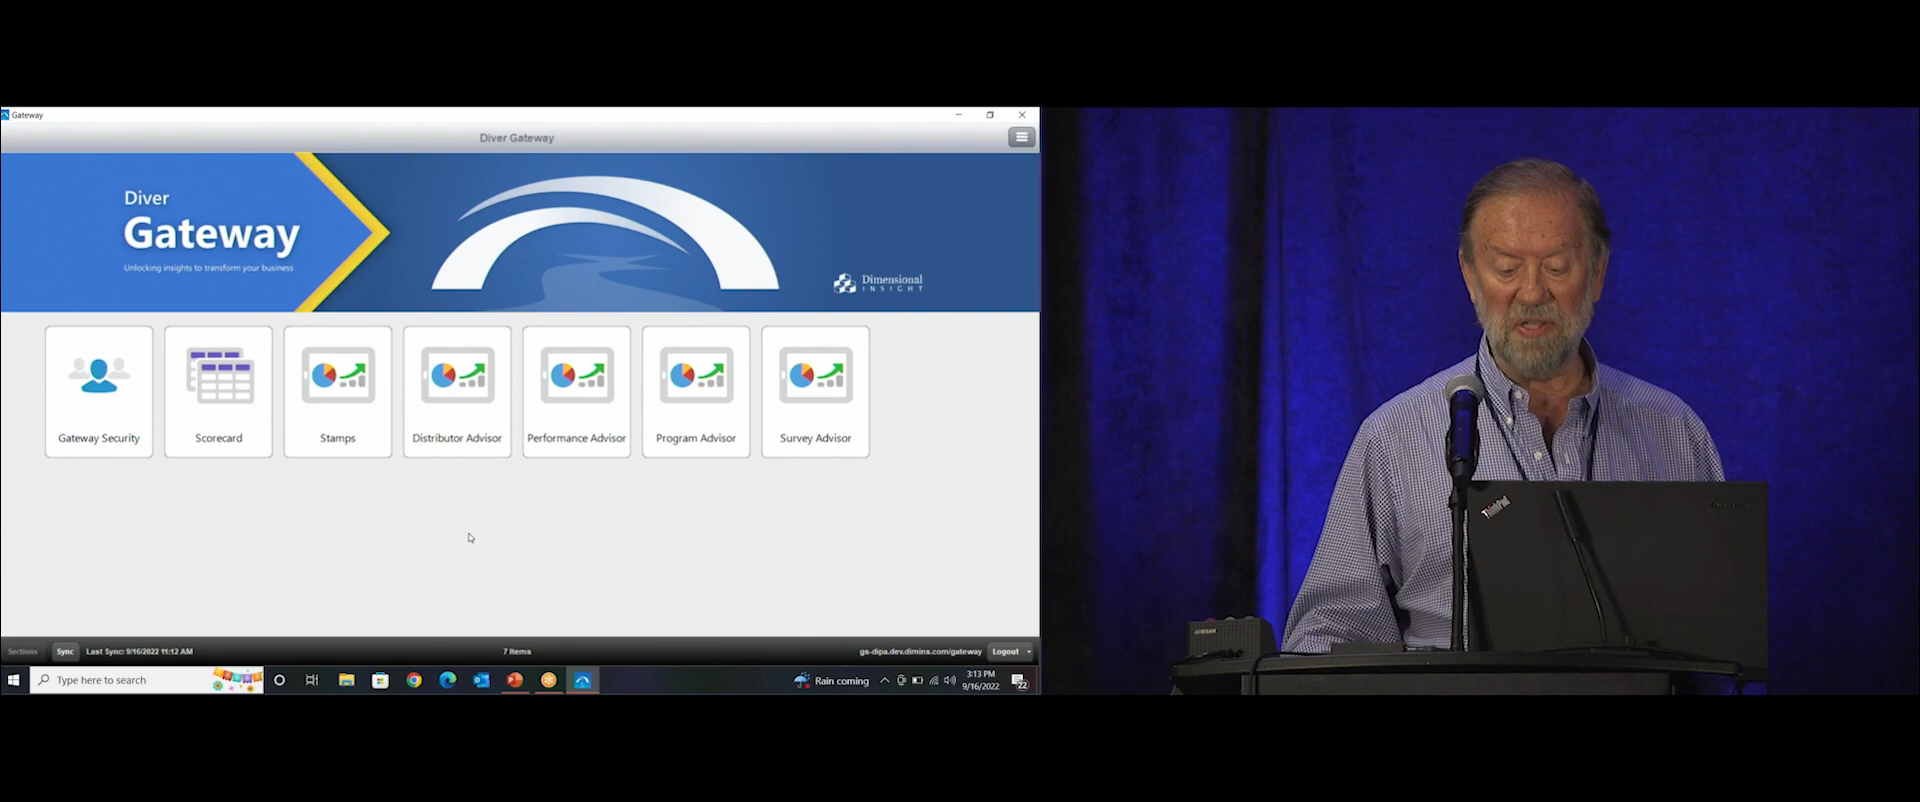 Gateway
Diver Gateway
Diver
Gateway
Unlocking insights to transform your business
Dimensional
INSIGHT
Gateway Security
Scorecard
Stamps
Distributor Advisor
Performance Advisor
Program Advisor
Survey Advisor
Sections
Sync
Last Sync: 9/16/2022 11:12 AM
7 Items
gs-dipa.dev.dimins.com/gateway
Logout
Type here to search
Rain coming
3:13 PM
9/16/2022
22
ThinkPad